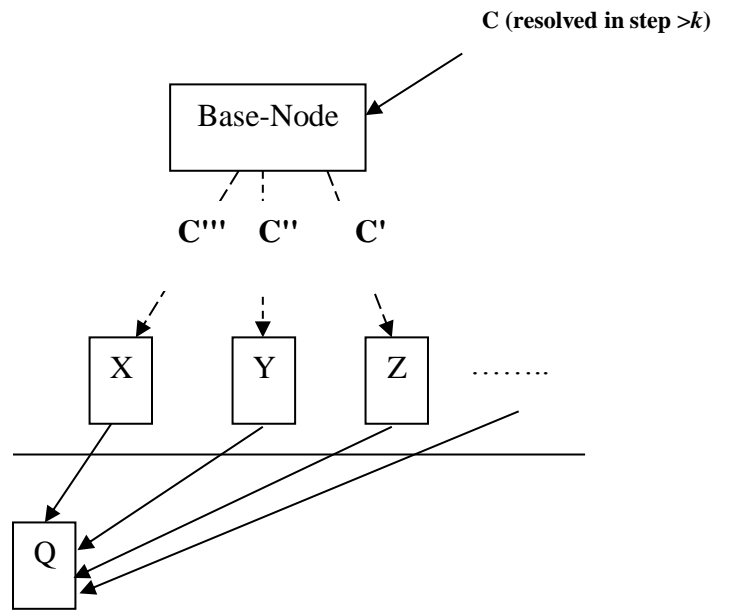 C (resolved in step >k)
Base-Node
C''' C'' C'
X Y Z ........
Q